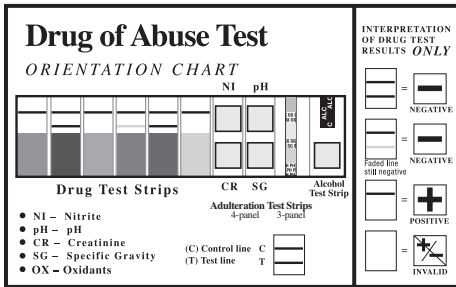 Drug of Abuse Test
ORIENTATION CHART
NI pH
ALC
C
Drug Test Strips
CR SG
Alcohol
Test Strip
Adulteration Test Strips
4-panel 3-panel
• NI – Nitrite
• pH – pH
• CR – Creatinine
• SG – Specific Gravity
• OX – Oxidants
(C) Control line C
(T) Test line T
INTERPRETATION
OF DRUG TEST
RESULTS ONLY
=
NEGATIVE
=
NEGATIVE
Faded line
still negative
=
POSITIVE
=
INVALID